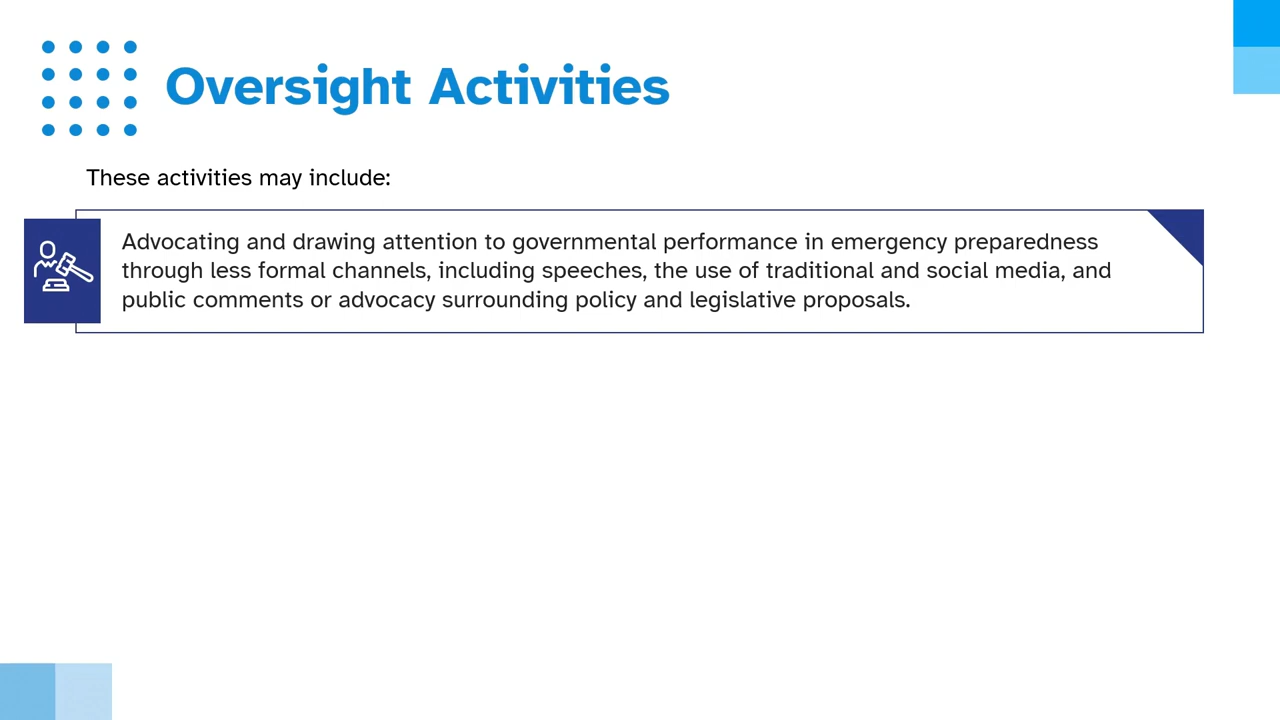 Oversight Activities
These activities may include:
Advocating and drawing attention to governmental performance in emergency preparedness
through less formal channels, including speeches, the use of traditional and social media, and
public comments or advocacy surrounding policy and legislative proposals.